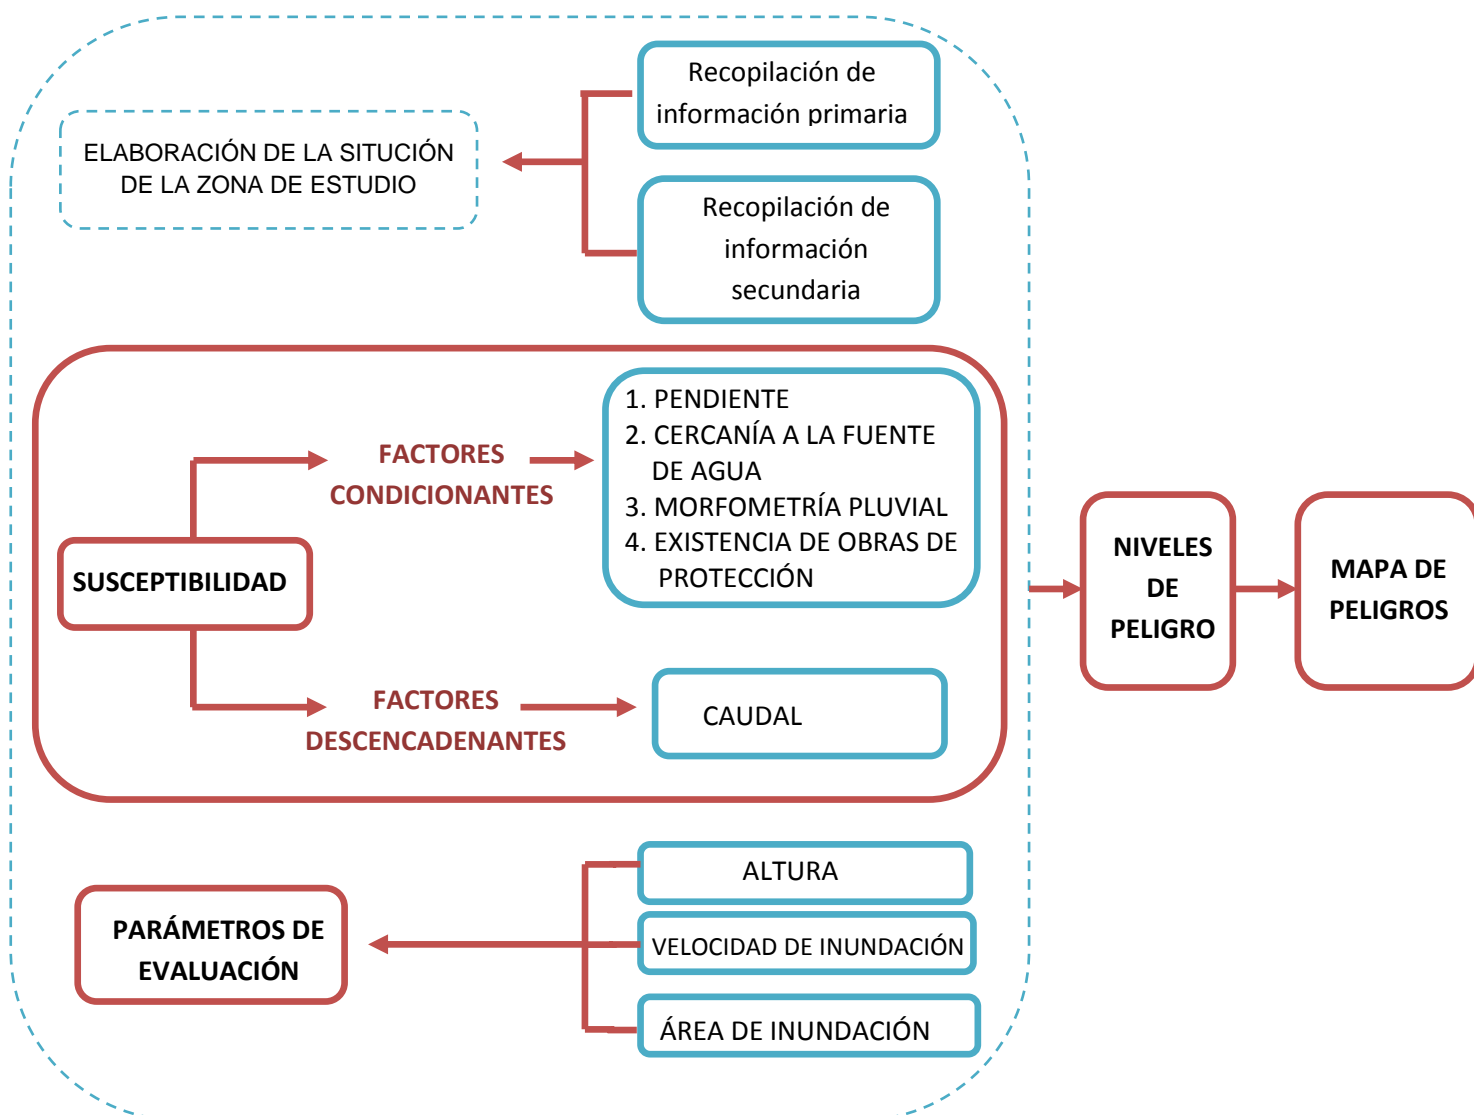 Recopilación de
información primaria
ELABORACIÓN DE LA SITUCIÓN
DE LA ZONA DE ESTUDIO
Recopilación de
información
secundaria
FACTORES
CONDICIONANTES
1. PENDIENTE
2. CERCANÍA A LA FUENTE
DE AGUA
3. MORFOMETRÍA PLUVIAL
4. EXISTENCIA DE OBRAS DE
PROTECCIÓN
SUSCEPTIBILIDAD
FACTORES
DESCENCADENANTES
CAUDAL
NIVELES
DE
PELIGRO
MAPA DE
PELIGROS
PARÁMETROS DE
EVALUACIÓN
ALTURA
VELOCIDAD DE INUNDACIÓN
ÁREA DE INUNDACIÓN